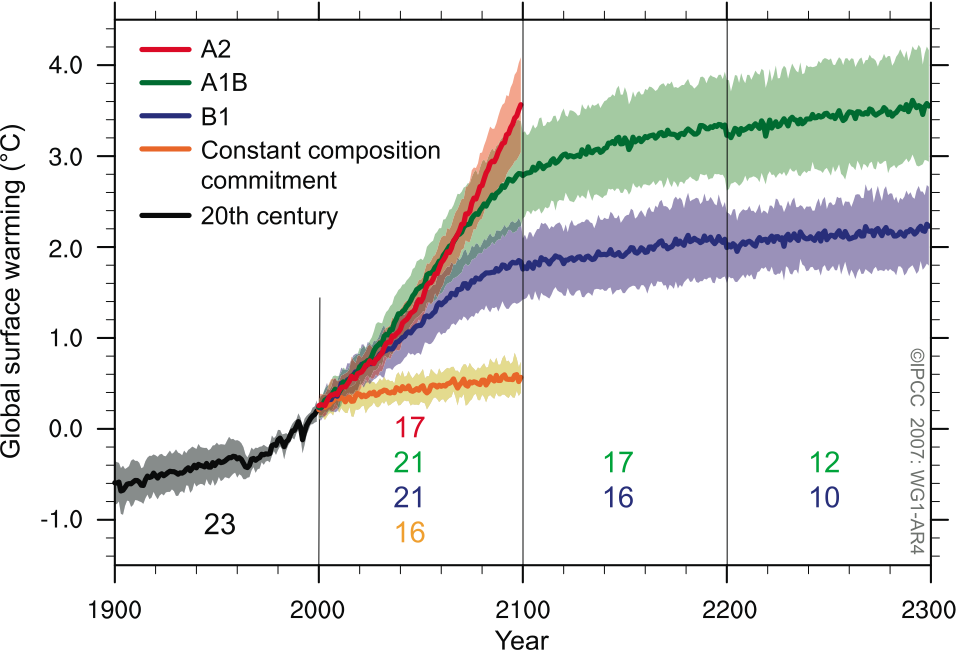 A2
A1B
B1
Constant composition
commitment
20th century
Global surface warming (°C)
4.0
3.0
2.0
1.0
0.0
-1.0
17
21
21
16
23
17
16
12
10
©IPCC 2007: WG1-AR4
1900
2000
2100
2200
2300
Year